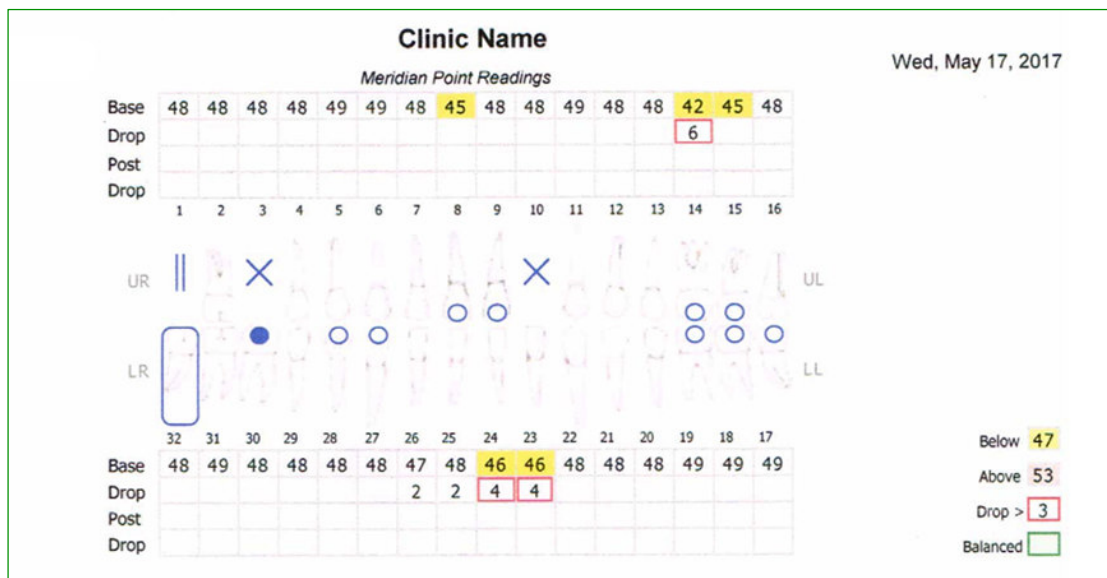 Clinic Name
Wed, May 17, 2017
Meridian Point Readings
Base 48 48 48 48 49 49 48 45 48 48 49 48 48 42 45 48
Drop 6
Post
Drop
1 2 3 4 5 6 7 8 9 10 11 12 13 14 15 16
UR UL
LR LL
32 31 30 29 28 27 26 25 24 23 22 21 20 19 18 17
Base 48 49 48 48 48 48 47 48 46 46 48 48 48 49 49 49
Drop 2 2 4 4
Post
Drop
Below 47
Above 53
Drop > 3
Balanced